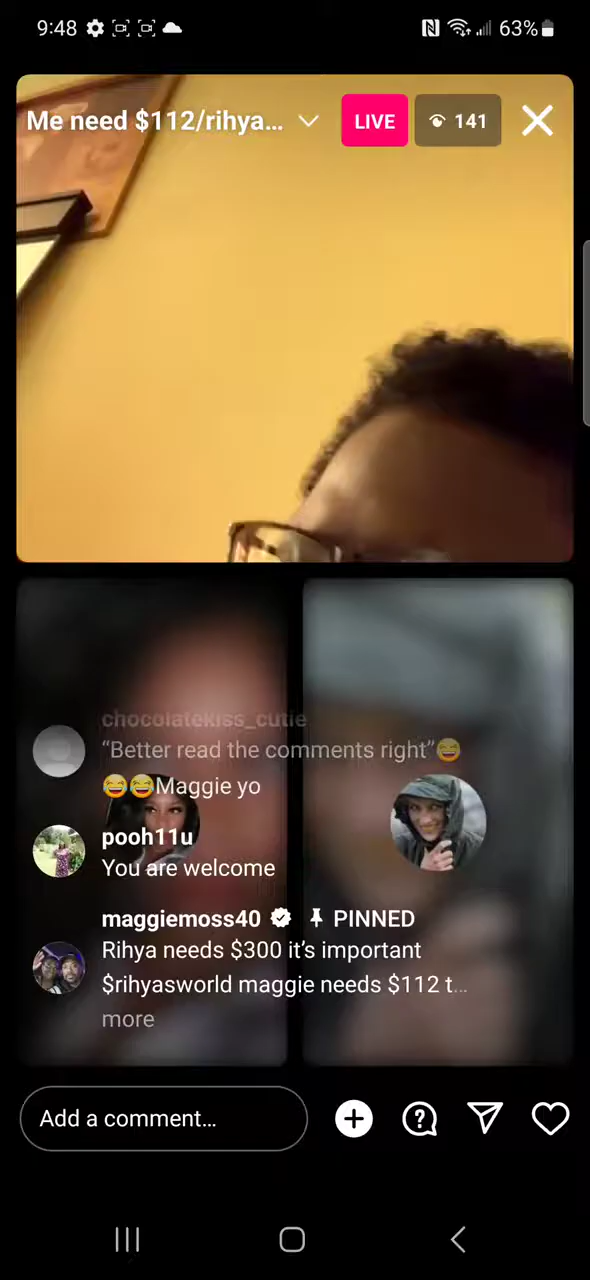 9:48
63%
Me need $112/rihya...
LIVE
141
chocolatekiss_cutie
“Better read the comments right”😂
😂😂Maggie yo
pooh11u
You are welcome
maggiemoss40 PINNED
Rihya needs $300 it’s important
$rihyasworld maggie needs $112 t...
more
Add a comment...